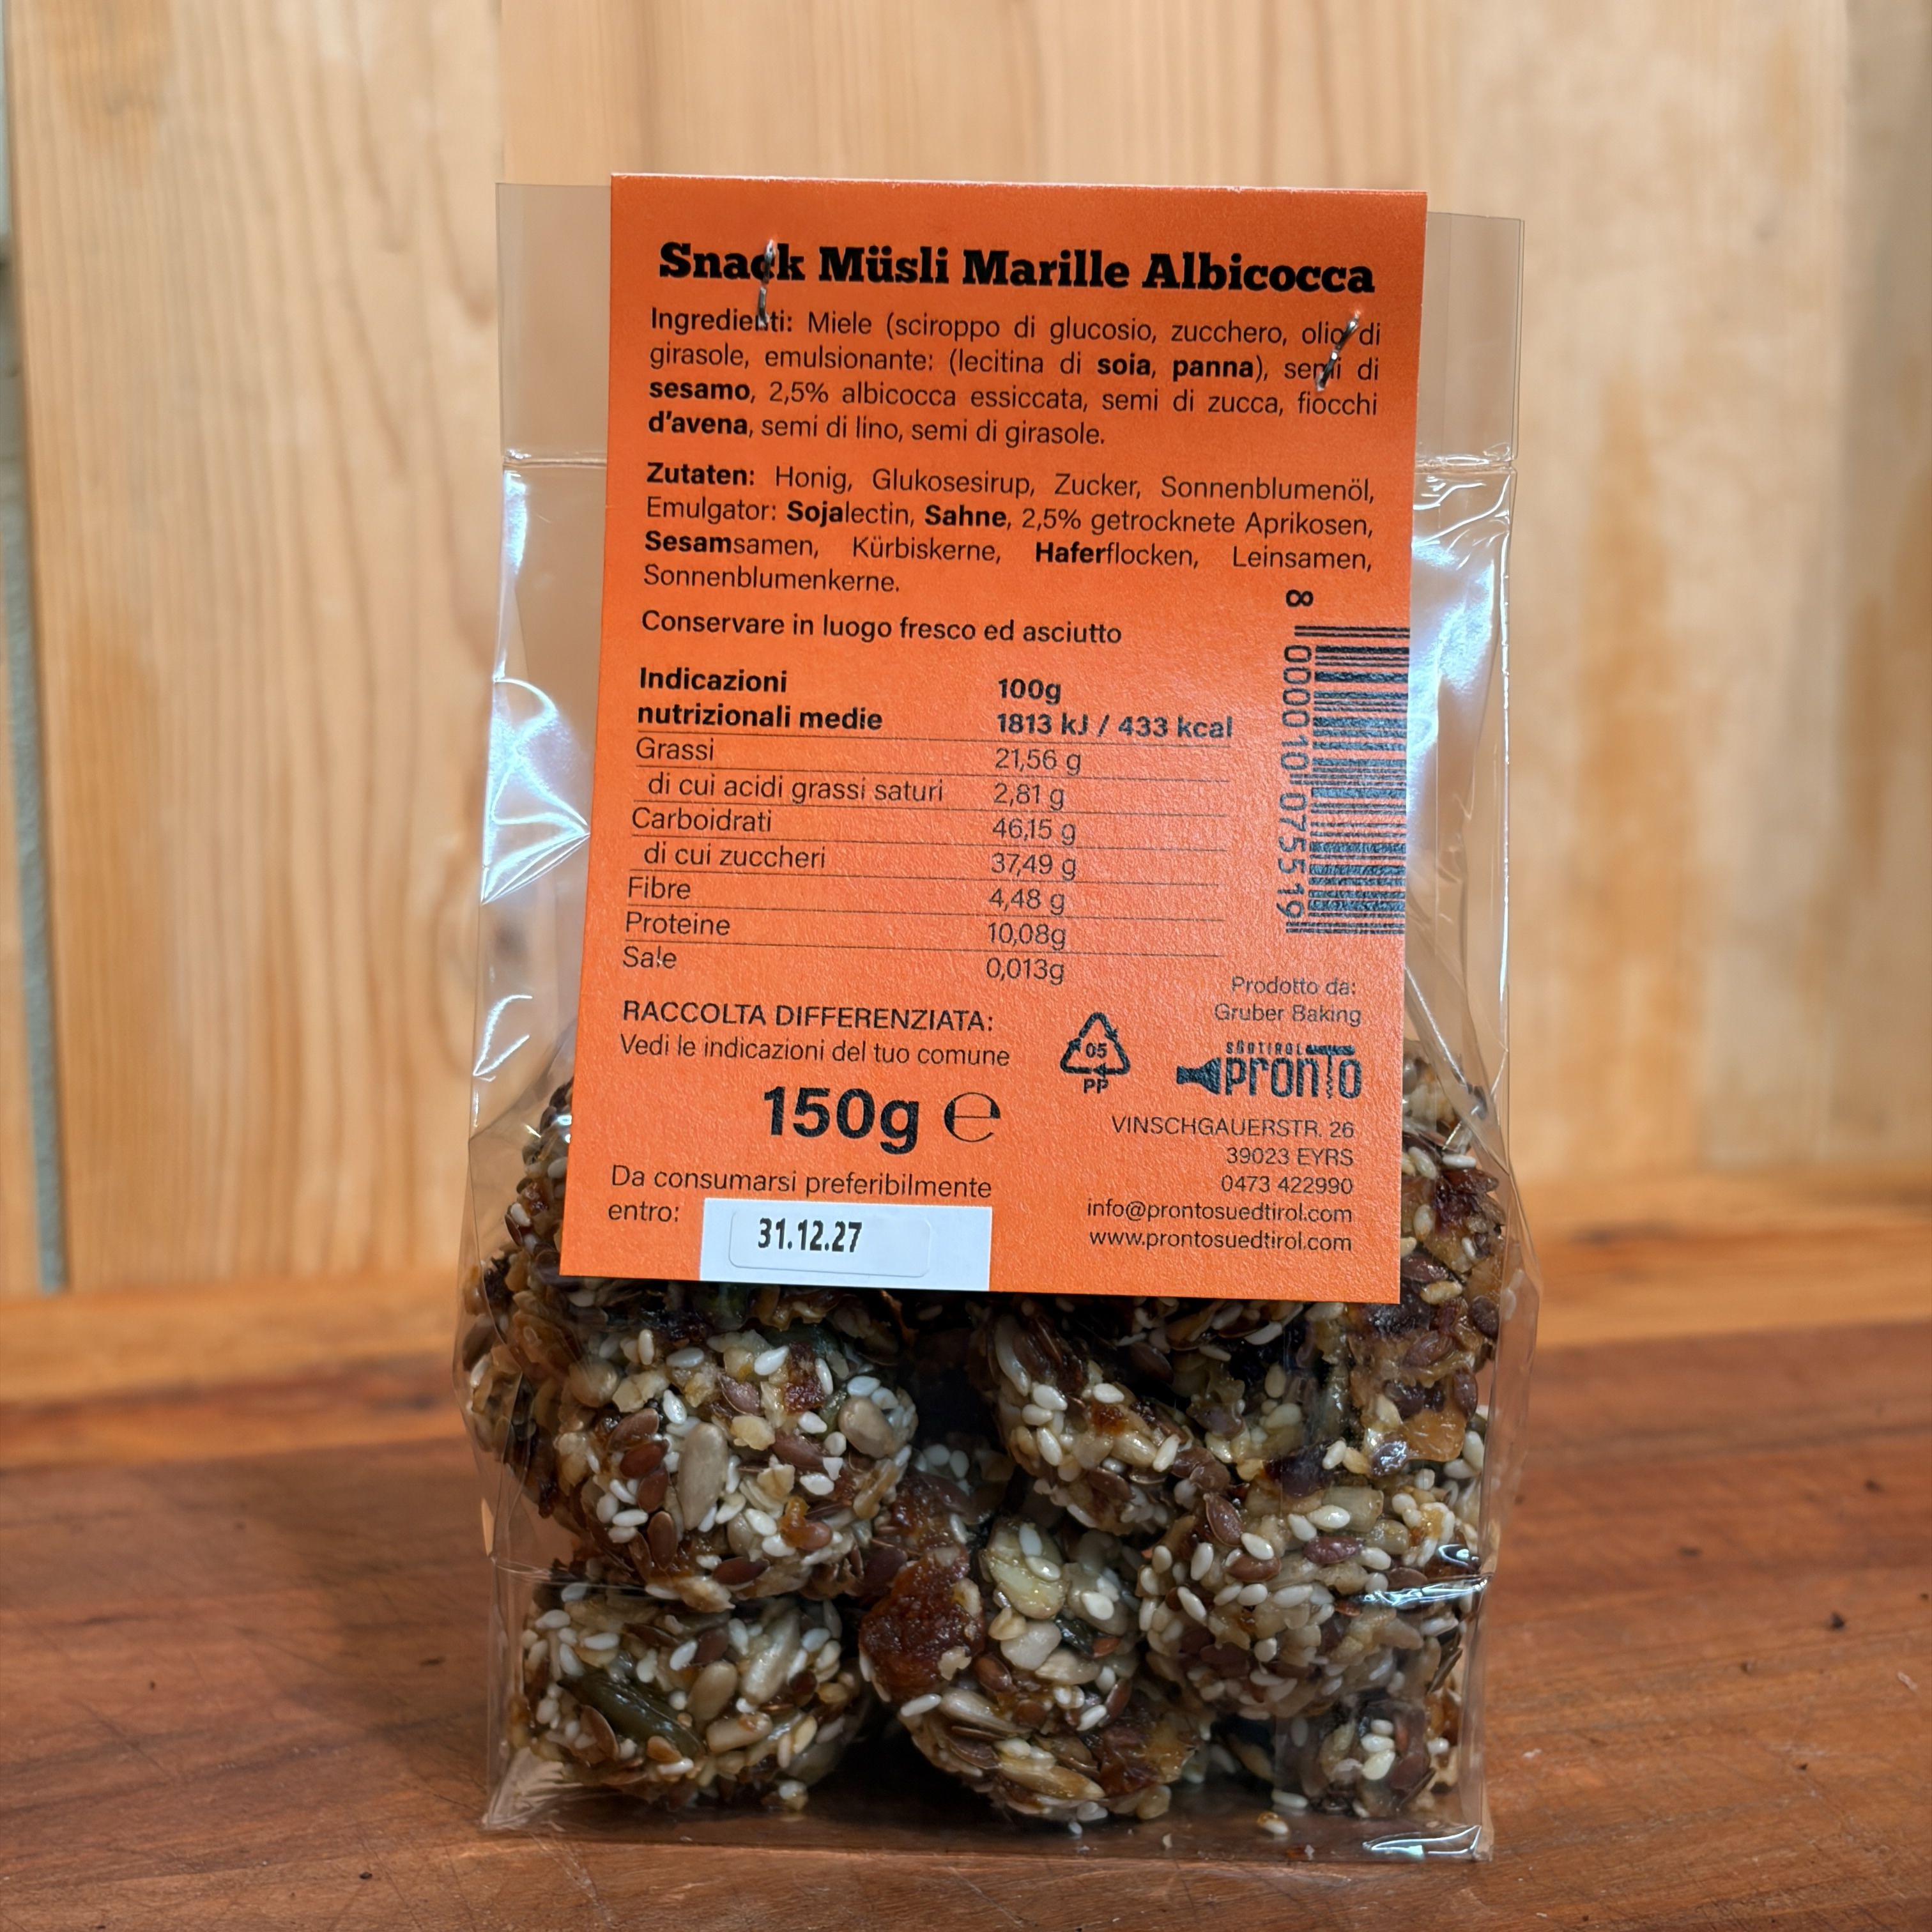 Snack Müsli Marille Albicocca
Ingredienti: Miele (sciroppo di glucosio, zucchero, olio di
girasole, emulsionante: (lecitina di soia, panna), semi di
sesamo, 2,5% albicocca essiccata, semi di zucca, fiocchi
d'avena, semi di lino, semi di girasole.
Zutaten: Honig, Glukosesirup, Zucker, Sonnenblumenöl,
Emulgator: Sojalectin, Sahne, 2,5% getrocknete Aprikosen,
Sesamsamen, Kürbiskerne, Haferflocken, Leinsamen,
Sonnenblumenkerne.
Conservare in luogo fresco ed asciutto
Indicazioni 100g
nutrizionali medie 1813 kJ / 433 kcal
Grassi 21,56 g
di cui acidi grassi saturi 2,81 g
Carboidrati 46,15 g
di cui zuccheri 37,49 g
Fibre 4,48 g
Proteine 10,08g
Sale 0,013g
8 000010 075519
RACCOLTA DIFFERENZIATA:
Vedi le indicazioni del tuo comune
05
PP
150g e
Da consumarsi preferibilmente
entro:
31.12.27
Prodotto da:
Gruber Baking
SÜDTIROL
pronto
VINSCHGAUERSTR. 26
39023 EYRS
0473 422990
info@prontosuedtirol.com
www.prontosuedtirol.com